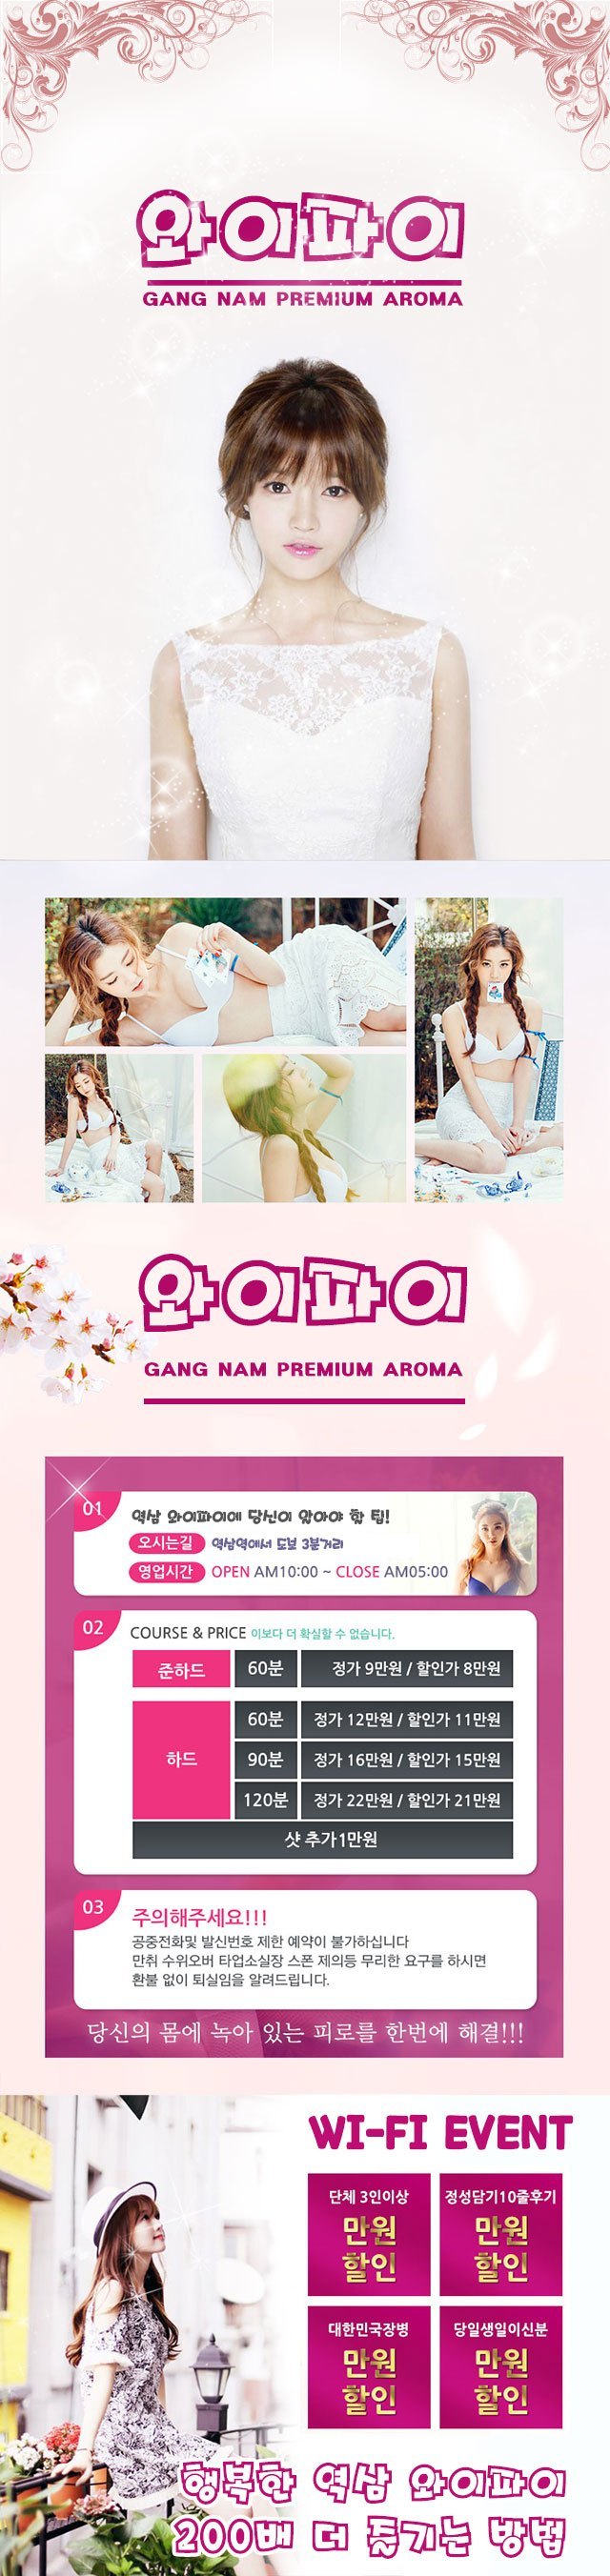 와이파이
GANG NAM PREMIUM AROMA
와이파이
GANG NAM PREMIUM AROMA
01
역삼 와이파이에 당신이 알아야 할 팁!
오시는길 역삼역에서 도보 3분거리
영업시간 OPEN AM10:00 ~ CLOSE AM05:00
02
COURSE & PRICE 이보다 더 확실할 수 없습니다.
준하드 60분 정가 9만원 / 할인가 8만원
하드 60분 정가 12만원 / 할인가 11만원
90분 정가 16만원 / 할인가 15만원
120분 정가 22만원 / 할인가 21만원
샷 추가1만원
03
주의해주세요!!!
공중전화및 발신번호 제한 예약이 불가하십니다
만취 수위오버 타업소실장 스폰 제의등 무리한 요구를 하시면
환불 없이 퇴실임을 알려드립니다.
당신의 몸에 녹아 있는 피로를 한번에 해결!!!
WI-FI EVENT
단체 3인이상
만원
할인
정성담기10줄후기
만원
할인
대한민국장병
만원
할인
당일생일이신분
만원
할인
행복한 역삼 와이파이
200배 더 즐기는 방법